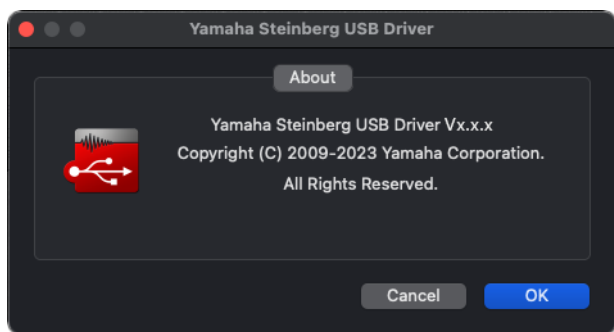 Yamaha Steinberg USB Driver
About
Yamaha Steinberg USB Driver Vx.x.x
Copyright (C) 2009-2023 Yamaha Corporation.
All Rights Reserved.
Cancel
OK